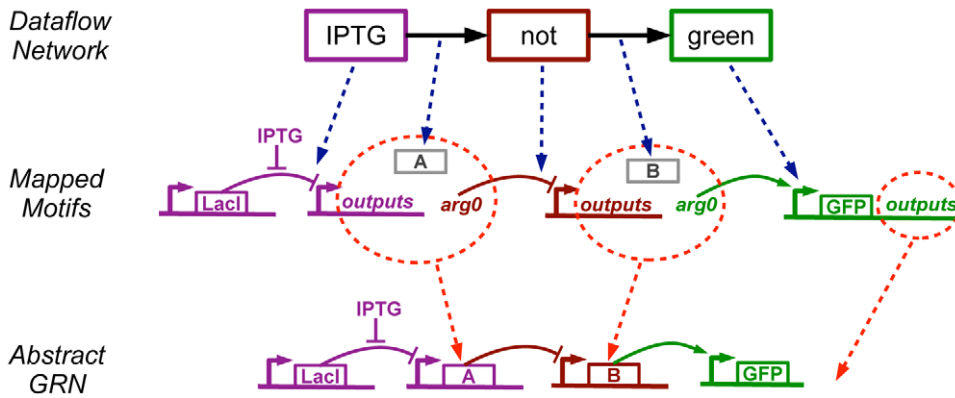 Dataflow
Network
IPTG
not
green
IPTG
A
B
Mapped
Motifs
LacI
outputs
arg0
outputs
arg0
GFP
outputs
IPTG
Abstract
GRN
LacI
A
B
GFP